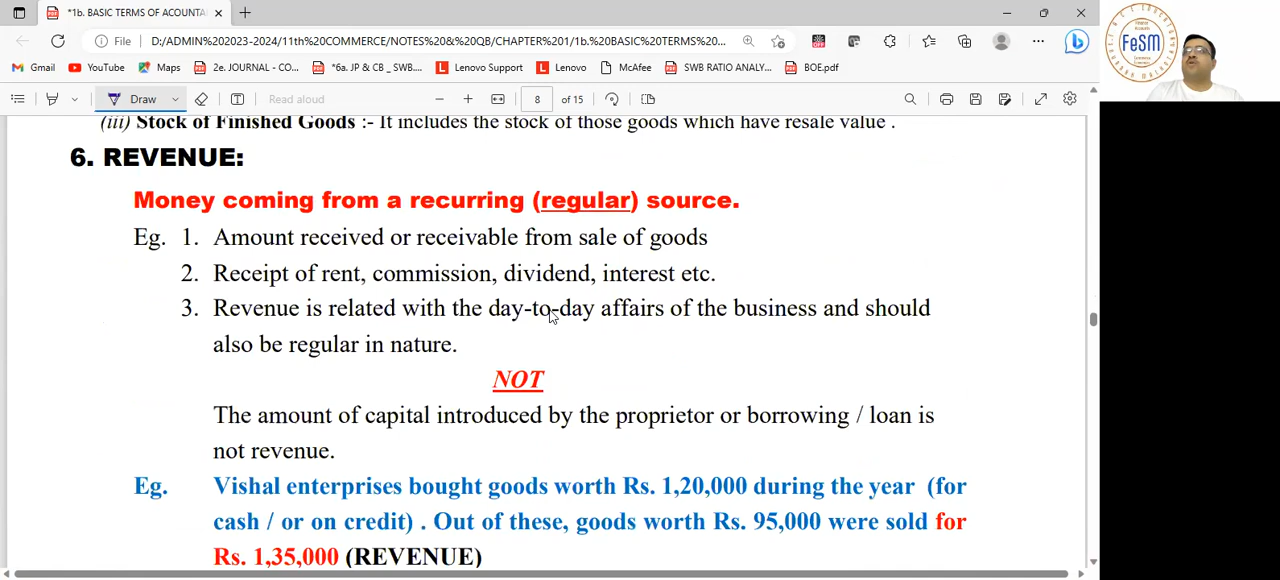 *1b. BASIC TERMS OF ACOUNTA
File
D:/ADMIN%202023-2024/11th%20COMMERCE/NOTES%20&%20QB/CHAPTER%201/1b.%20BASIC%20TERMS%20...
Gmail YouTube Maps 2E. JOURNAL - CO... *6a. JP & CB _ SWB.... Lenovo Support Lenovo McAfee SWB RATIO ANALY... BOE.pdf
Draw Read aloud 8 of 15
(iii) Stock of Finished Goods :- It includes the stock of those goods which have resale value .
6. REVENUE:
Money coming from a recurring (regular) source.
Eg. 1. Amount received or receivable from sale of goods
2. Receipt of rent, commission, dividend, interest etc.
3. Revenue is related with the day-to-day affairs of the business and should
also be regular in nature.
NOT
The amount of capital introduced by the proprietor or borrowing / loan is
not revenue.
Eg. Vishal enterprises bought goods worth Rs. 1,20,000 during the year (for
cash / or on credit) . Out of these, goods worth Rs. 95,000 were sold for
Rs. 1,35,000 (REVENUE)
FeSM